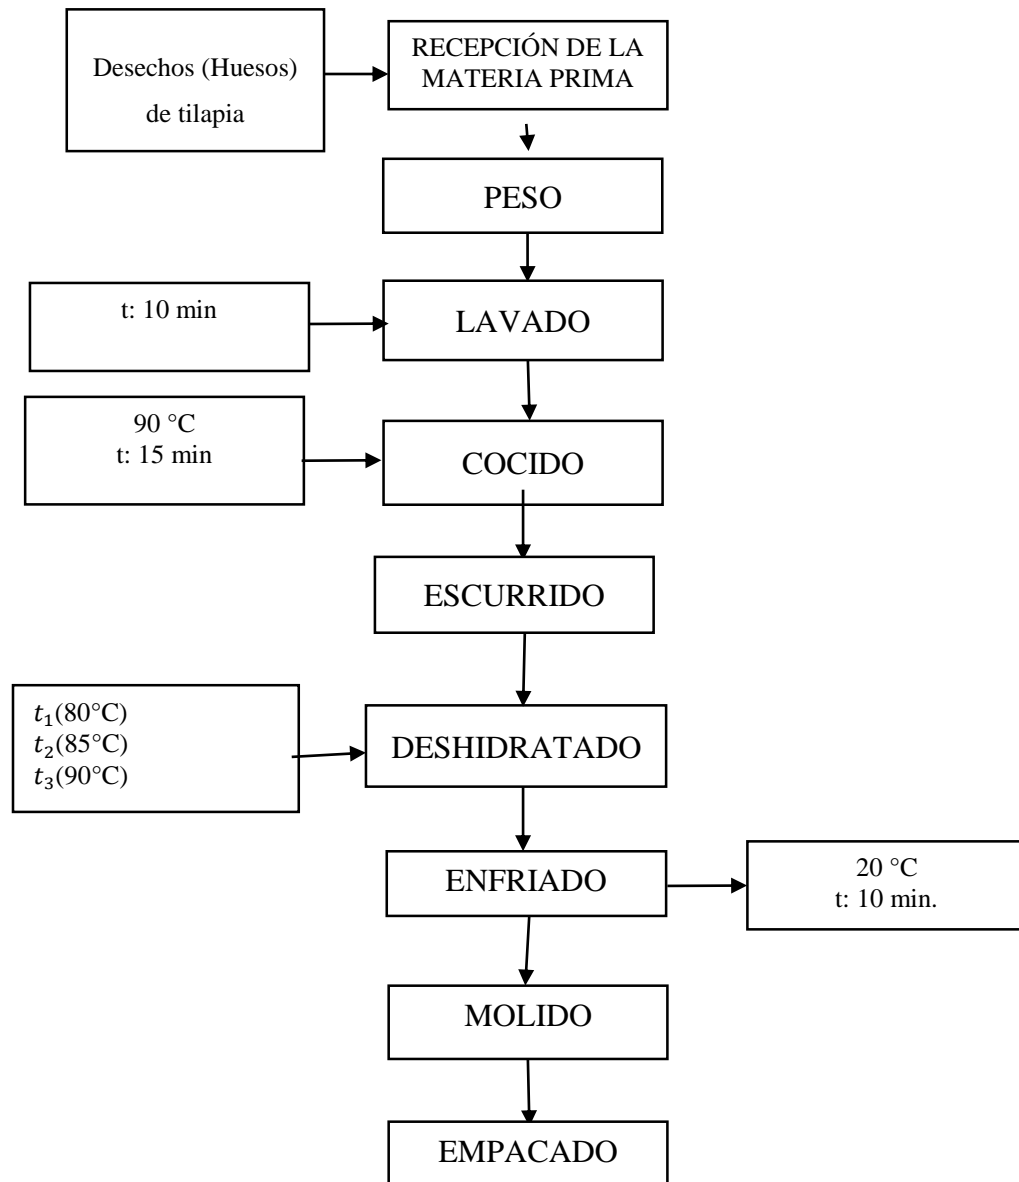 Desechos (Huesos)
de tilapia
RECEPCIÓN DE LA
MATERIA PRIMA
PESO
t: 10 min
LAVADO
90 °C
t: 15 min
COCIDO
ESCURRIDO
𝑡₁(80°C)
𝑡₂(85°C)
𝑡₃(90°C)
DESHIDRATADO
ENFRIADO
20 °C
t: 10 min.
MOLIDO
EMPACADO